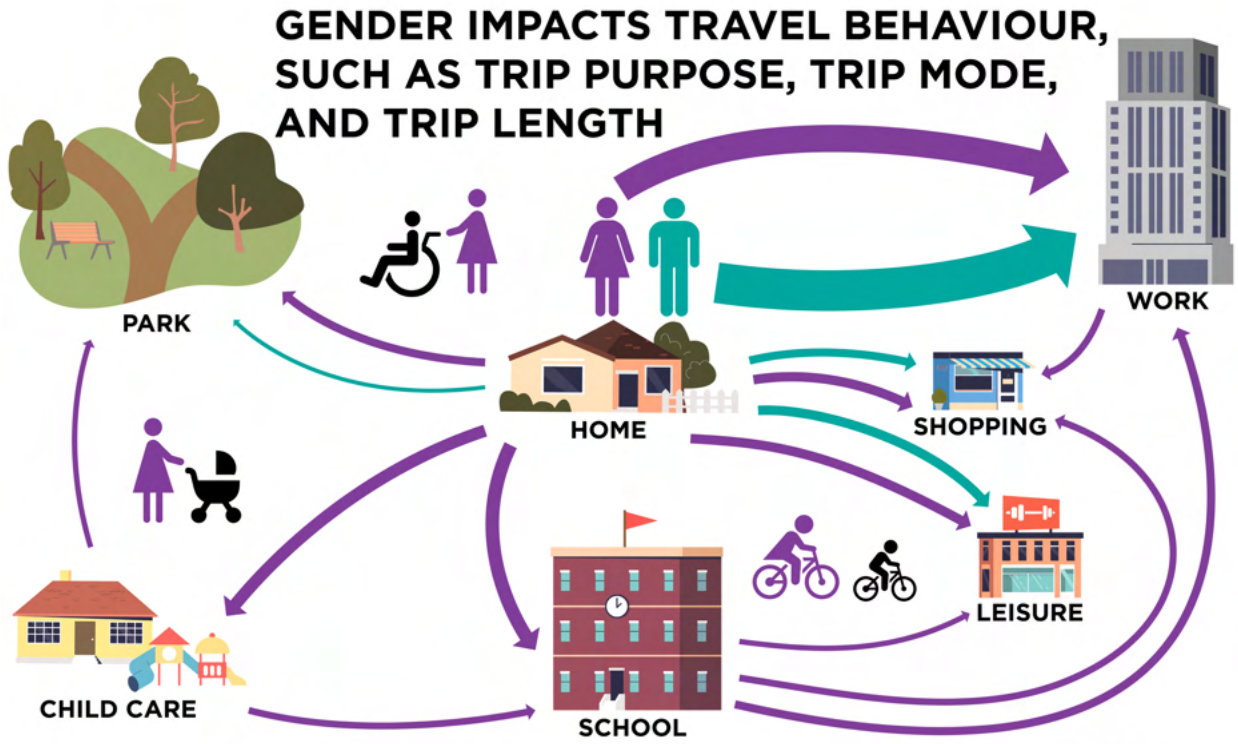 GENDER IMPACTS TRAVEL BEHAVIOUR,
SUCH AS TRIP PURPOSE, TRIP MODE,
AND TRIP LENGTH
PARK
WORK
HOME
SHOPPING
LEISURE
CHILD CARE
SCHOOL